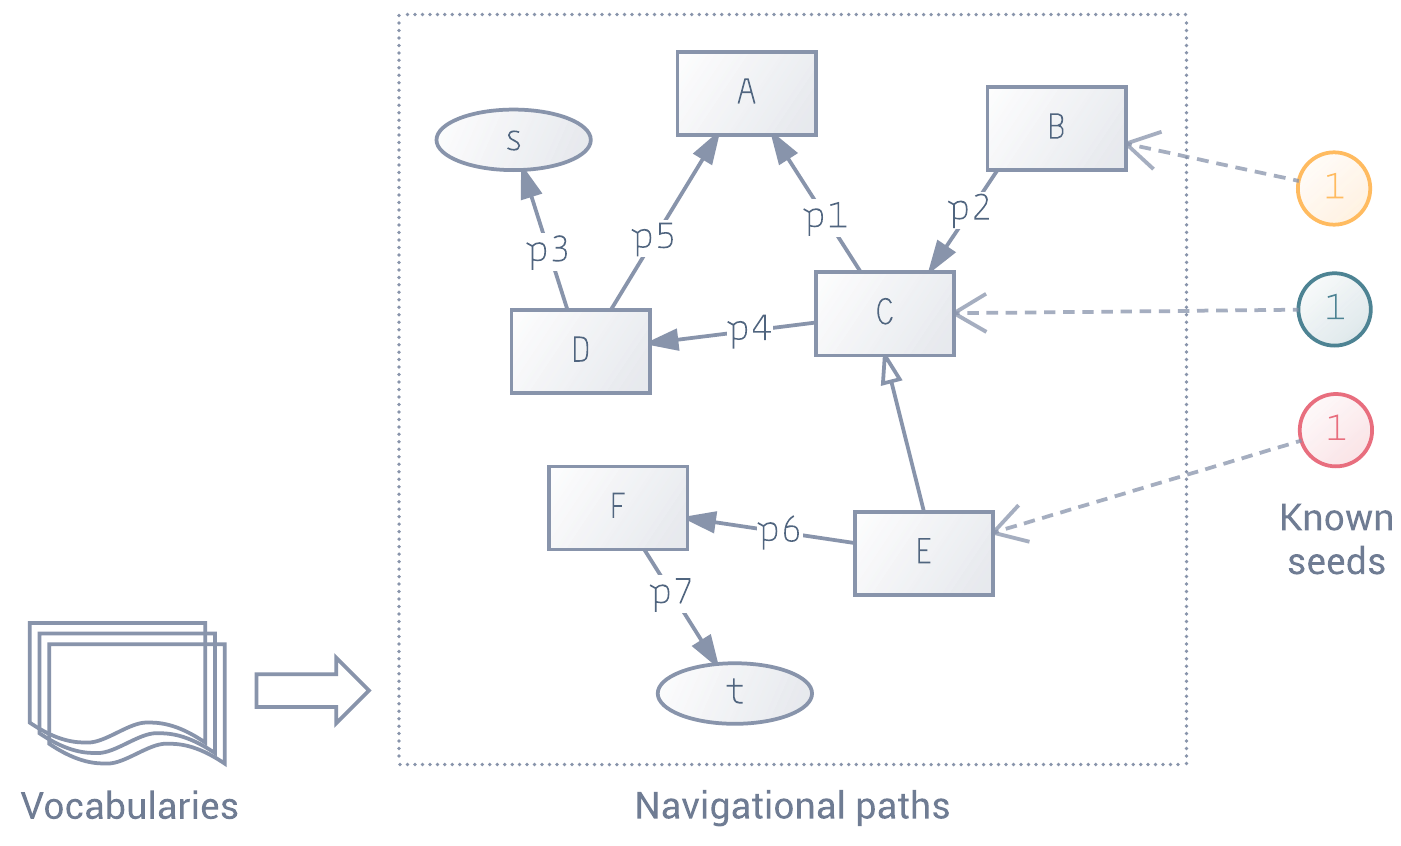 A
B
s
1
p1
p2
p3
p5
C
1
p4
D
1
F
Known
seeds
p6
E
p7
t
Vocabularies
Navigational paths